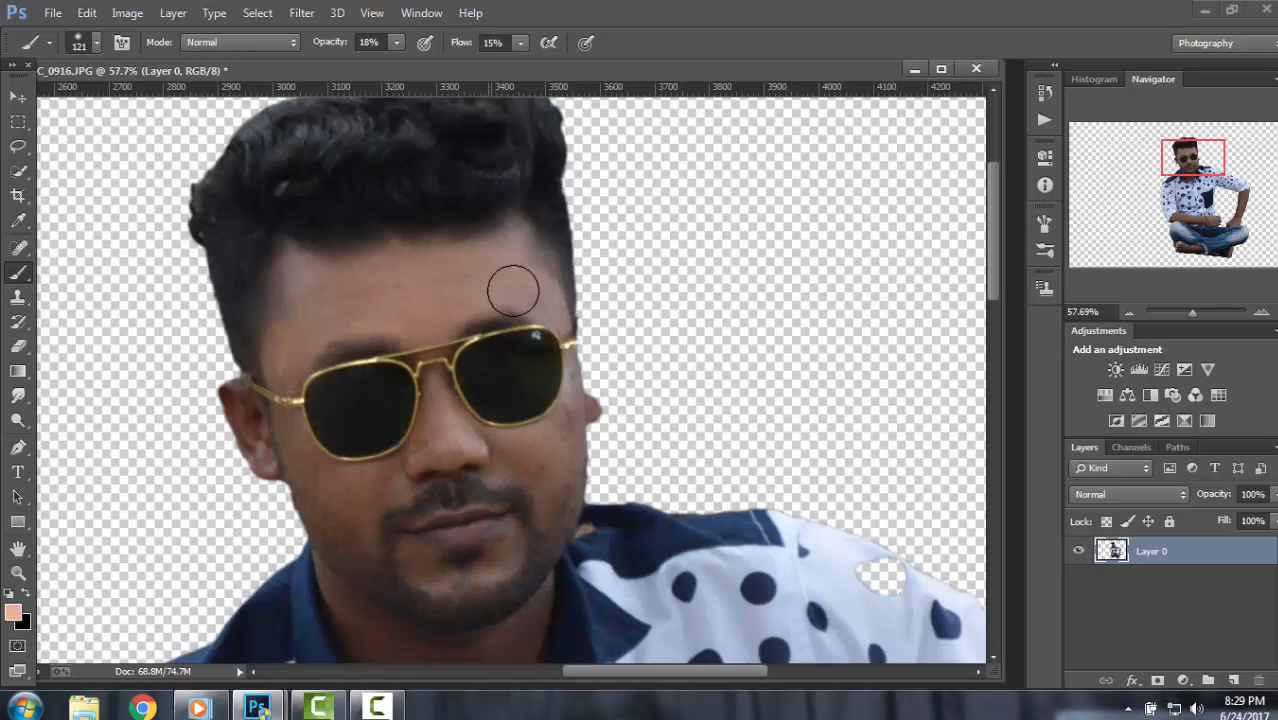 Ps File Edit Image Layer Type Select Filter 3D View Window Help
121 Mode: Normal Opacity: 18% Flow: 15% Photography
C_0916.JPG @ 57.7% (Layer 0, RGB/8) *
Histogram Navigator
2600 2700 2800 2900 3000 3100 3200 3300 3400 3500 3600 3700 3800 3900 4000 4100 4200
57.69%
Adjustments
Add an adjustment
Layers Channels Paths
Kind
Normal Opacity: 100%
Lock: Fill: 100%
Layer 0
Doc: 68.8M/74.7M
8:29 PM
6/24/2017